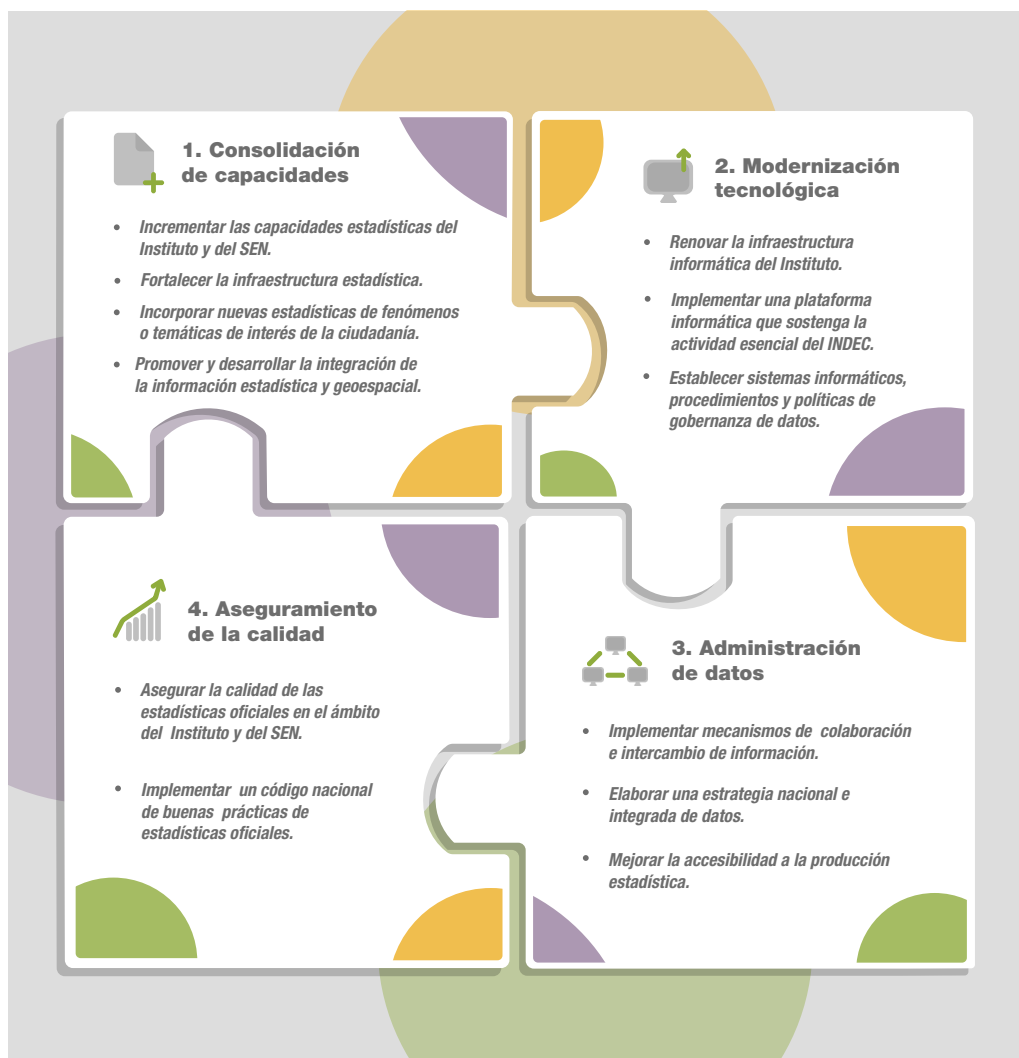 1. Consolidación
de capacidades
• Incrementar las capacidades estadísticas del
Instituto y del SEN.
• Fortalecer la infraestructura estadística.
• Incorporar nuevas estadísticas de fenómenos
o temáticas de interés de la ciudadanía.
• Promover y desarrollar la integración de
la información estadística y geoespacial.
2. Modernización
tecnológica
• Renovar la infraestructura
informática del Instituto.
• Implementar una plataforma
informática que sostenga la
actividad esencial del INDEC.
• Establecer sistemas informáticos,
procedimientos y políticas de
gobernanza de datos.
3. Administración
de datos
• Implementar mecanismos de colaboración
e intercambio de información.
• Elaborar una estrategia nacional e
integrada de datos.
• Mejorar la accesibilidad a la producción
estadística.
4. Aseguramiento
de la calidad
• Asegurar la calidad de las
estadísticas oficiales en el ámbito
del Instituto y del SEN.
• Implementar un código nacional
de buenas prácticas de
estadísticas oficiales.